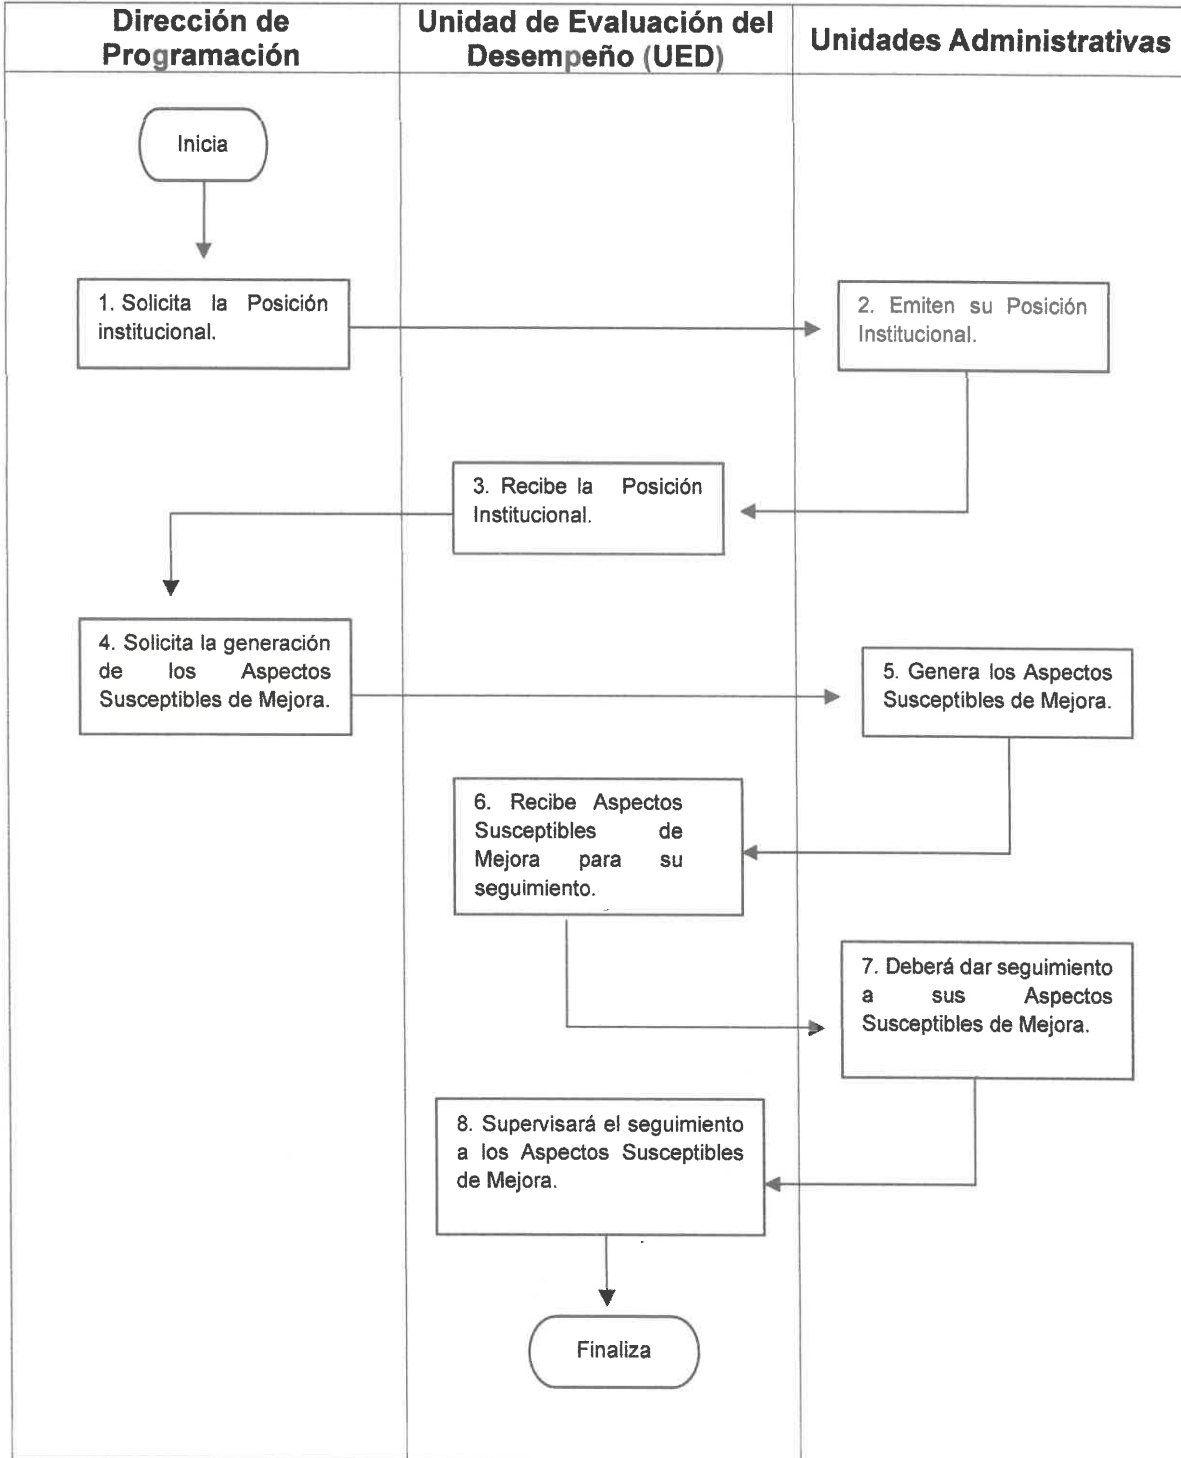 Dirección de
Programación
Unidad de Evaluación del
Desempeño (UED)
Unidades Administrativas
Inicia
1. Solicita la Posición
institucional.
2. Emiten su Posición
Institucional.
3. Recibe la Posición
Institucional.
4. Solicita la generación
de los Aspectos
Susceptibles de Mejora.
5. Genera los Aspectos
Susceptibles de Mejora.
6. Recibe Aspectos
Susceptibles de
Mejora para su
seguimiento.
7. Deberá dar seguimiento
a sus Aspectos
Susceptibles de Mejora.
8. Supervisará el seguimiento
a los Aspectos Susceptibles
de Mejora.
Finaliza